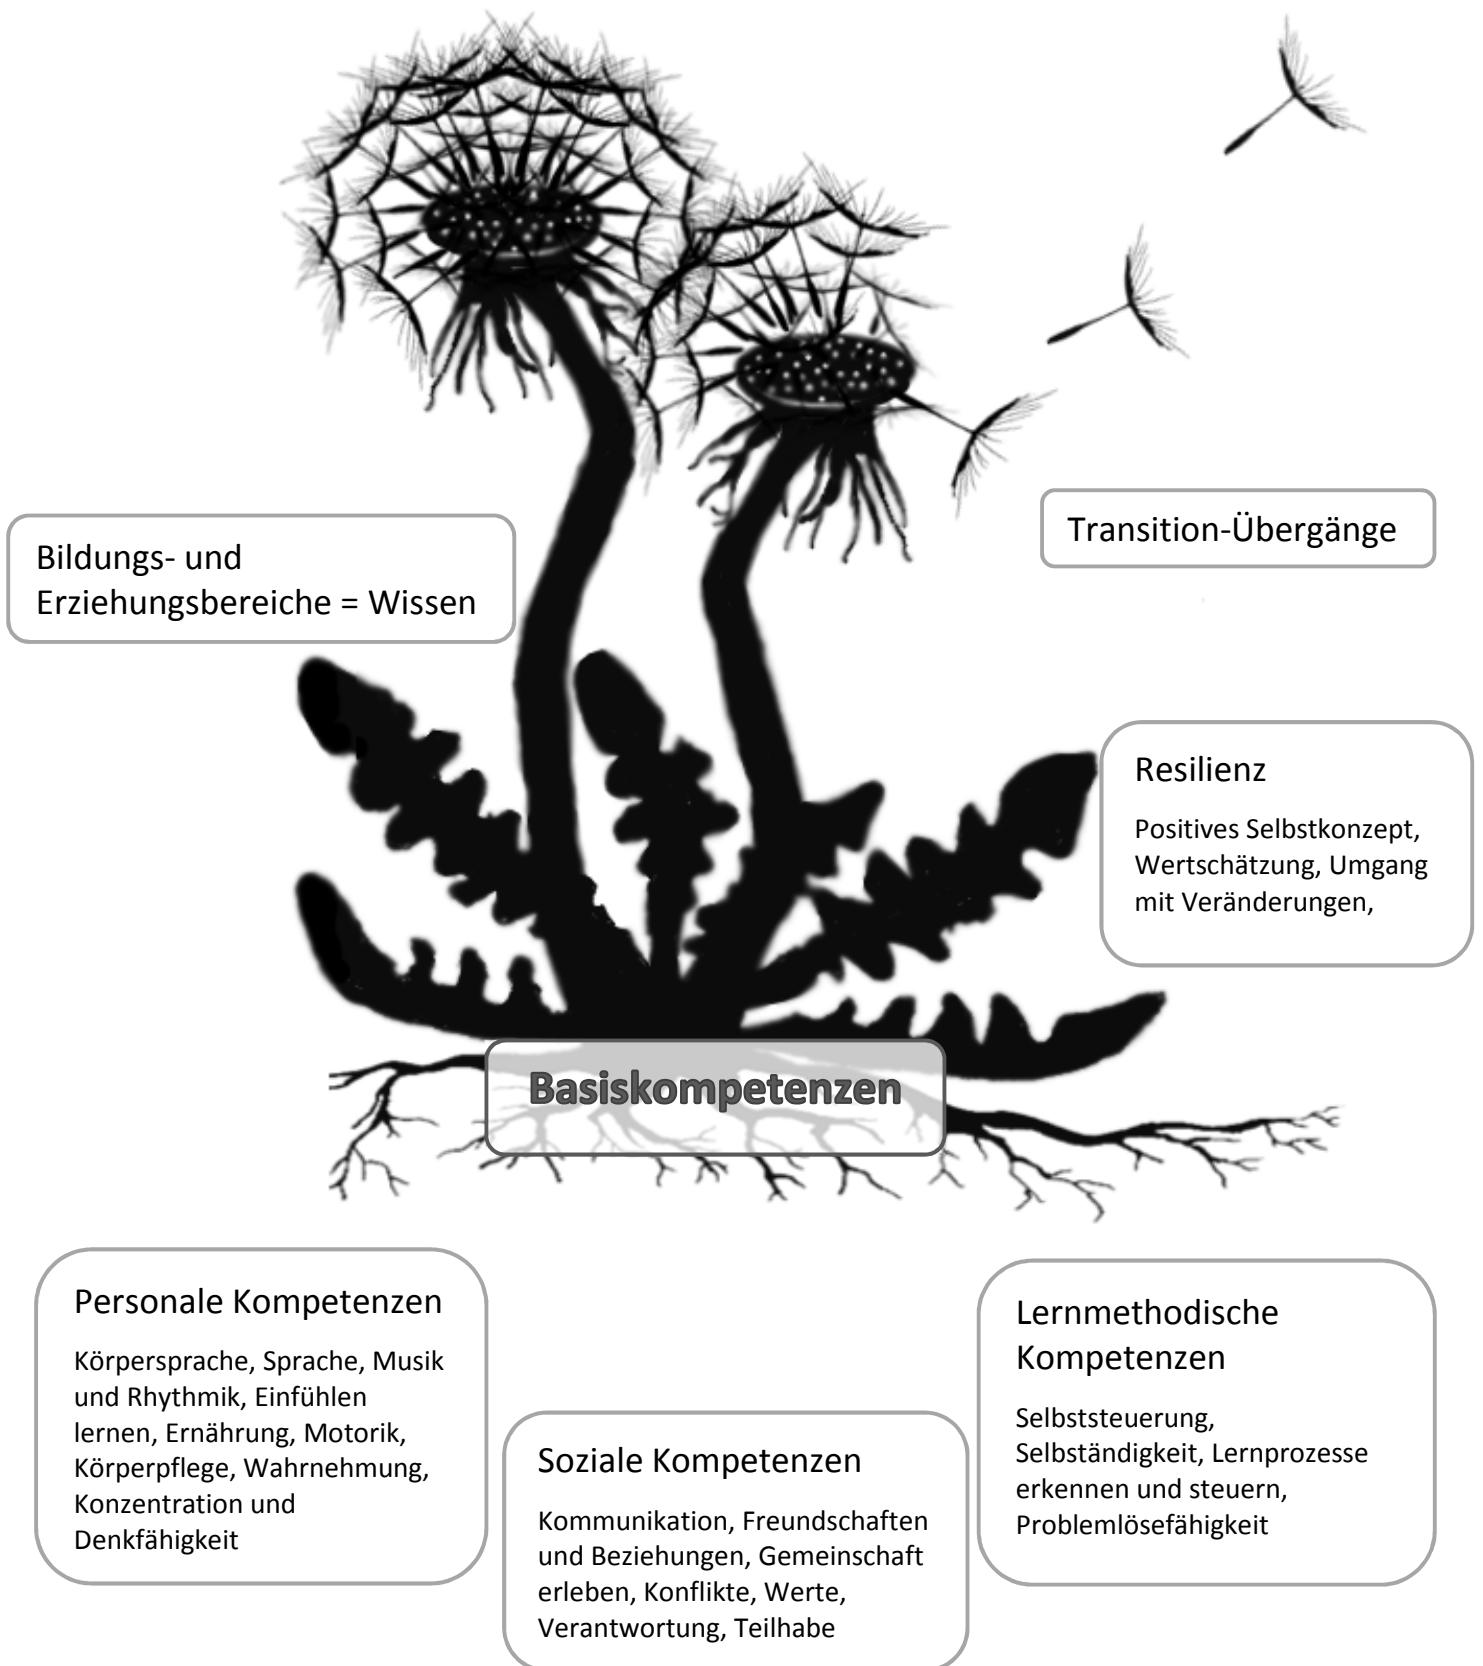 Bildungs- und
Erziehungsbereiche = Wissen
Transition-Übergänge
Resilienz
Positives Selbstkonzept,
Wertschätzung, Umgang
mit Veränderungen,
Basiskompetenzen
Personale Kompetenzen
Körpersprache, Sprache, Musik
und Rhythmik, Einfühlen
lernen, Ernährung, Motorik,
Körperpflege, Wahrnehmung,
Konzentration und
Denkfähigkeit
Soziale Kompetenzen
Kommunikation, Freundschaften
und Beziehungen, Gemeinschaft
erleben, Konflikte, Werte,
Verantwortung, Teilhabe
Lernmethodische
Kompetenzen
Selbststeuerung,
Selbständigkeit, Lernprozesse
erkennen und steuern,
Problemlösefähigkeit